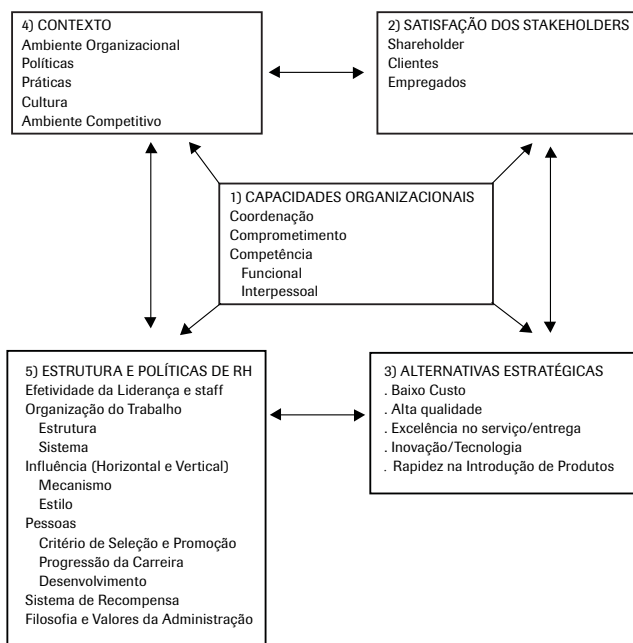 4) CONTEXTO
Ambiente Organizacional
Políticas
Práticas
Cultura
Ambiente Competitivo
2) SATISFAÇÃO DOS STAKEHOLDERS
Shareholder
Clientes
Empregados
1) CAPACIDADES ORGANIZACIONAIS
Coordenação
Comprometimento
Competência
Funcional
Interpessoal
5) ESTRUTURA E POLÍTICAS DE RH
Efetividade da Liderança e staff
Organização do Trabalho
Estrutura
Sistema
Influência (Horizontal e Vertical)
Mecanismo
Estilo
Pessoas
Critério de Seleção e Promoção
Progressão da Carreira
Desenvolvimento
Sistema de Recompensa
Filosofia e Valores da Administração
3) ALTERNATIVAS ESTRATÉGICAS
. Baixo Custo
. Alta qualidade
. Excelência no serviço/entrega
. Inovação/Tecnologia
. Rapidez na Introdução de Produtos